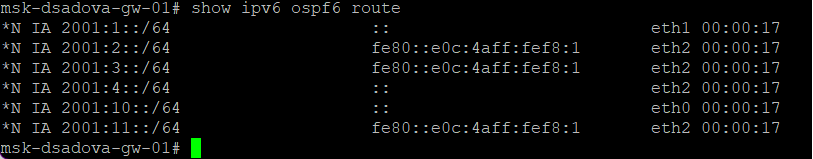 msk-dsadova-gw-01# show ipv6 ospf6 route
*N IA 2001:1::/64                    ::                        eth1 00:00:17
*N IA 2001:2::/64                    fe80::e0c:4aff:fef8:1     eth2 00:00:17
*N IA 2001:3::/64                    fe80::e0c:4aff:fef8:1     eth2 00:00:17
*N IA 2001:4::/64                    ::                        eth2 00:00:17
*N IA 2001:10::/64                   ::                        eth0 00:00:17
*N IA 2001:11::/64                   fe80::e0c:4aff:fef8:1     eth2 00:00:17
msk-dsadova-gw-01#